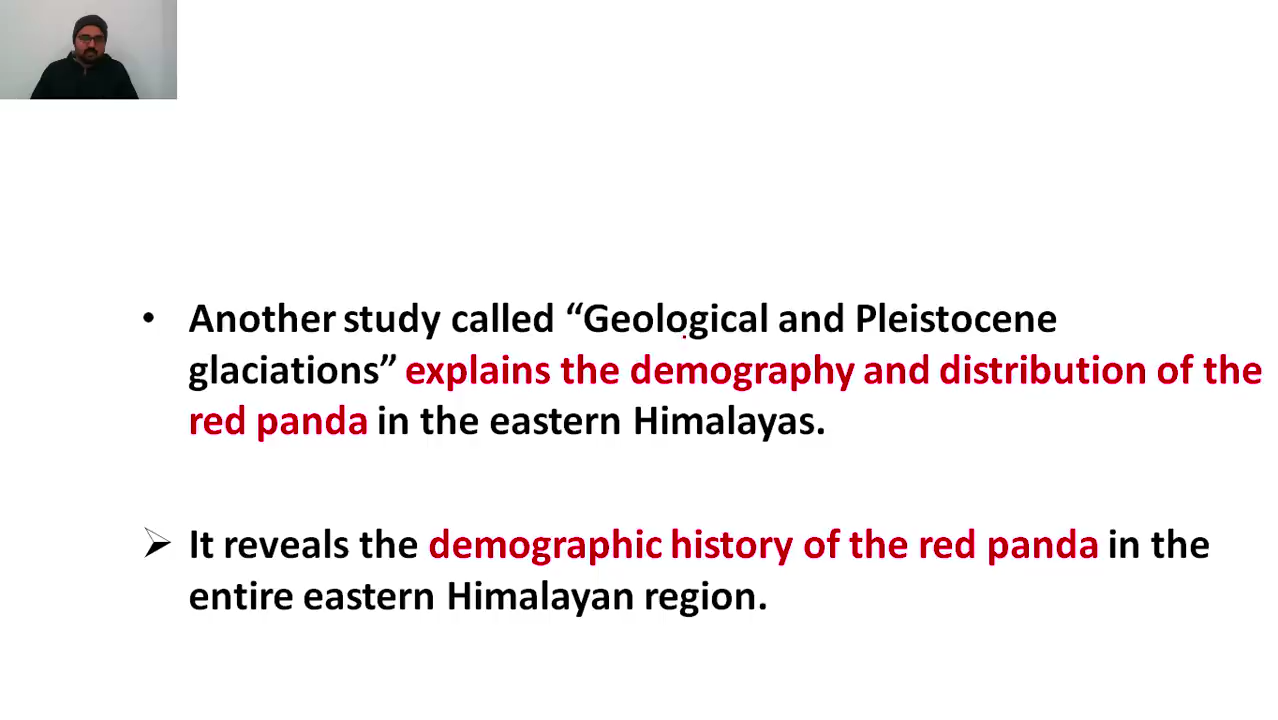 • Another study called “Geological and Pleistocene
glaciations” explains the demography and distribution of the
red panda in the eastern Himalayas.
➢ It reveals the demographic history of the red panda in the
entire eastern Himalayan region.